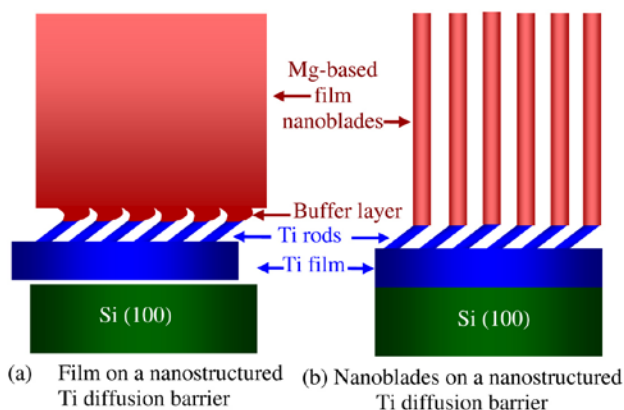 Mg-based
film
nanoblades
Buffer layer
Ti rods
Ti film
Si (100)
Si (100)
(a) Film on a nanostructured
Ti diffusion barrier
(b) Nanoblades on a nanostructured
Ti diffusion barrier